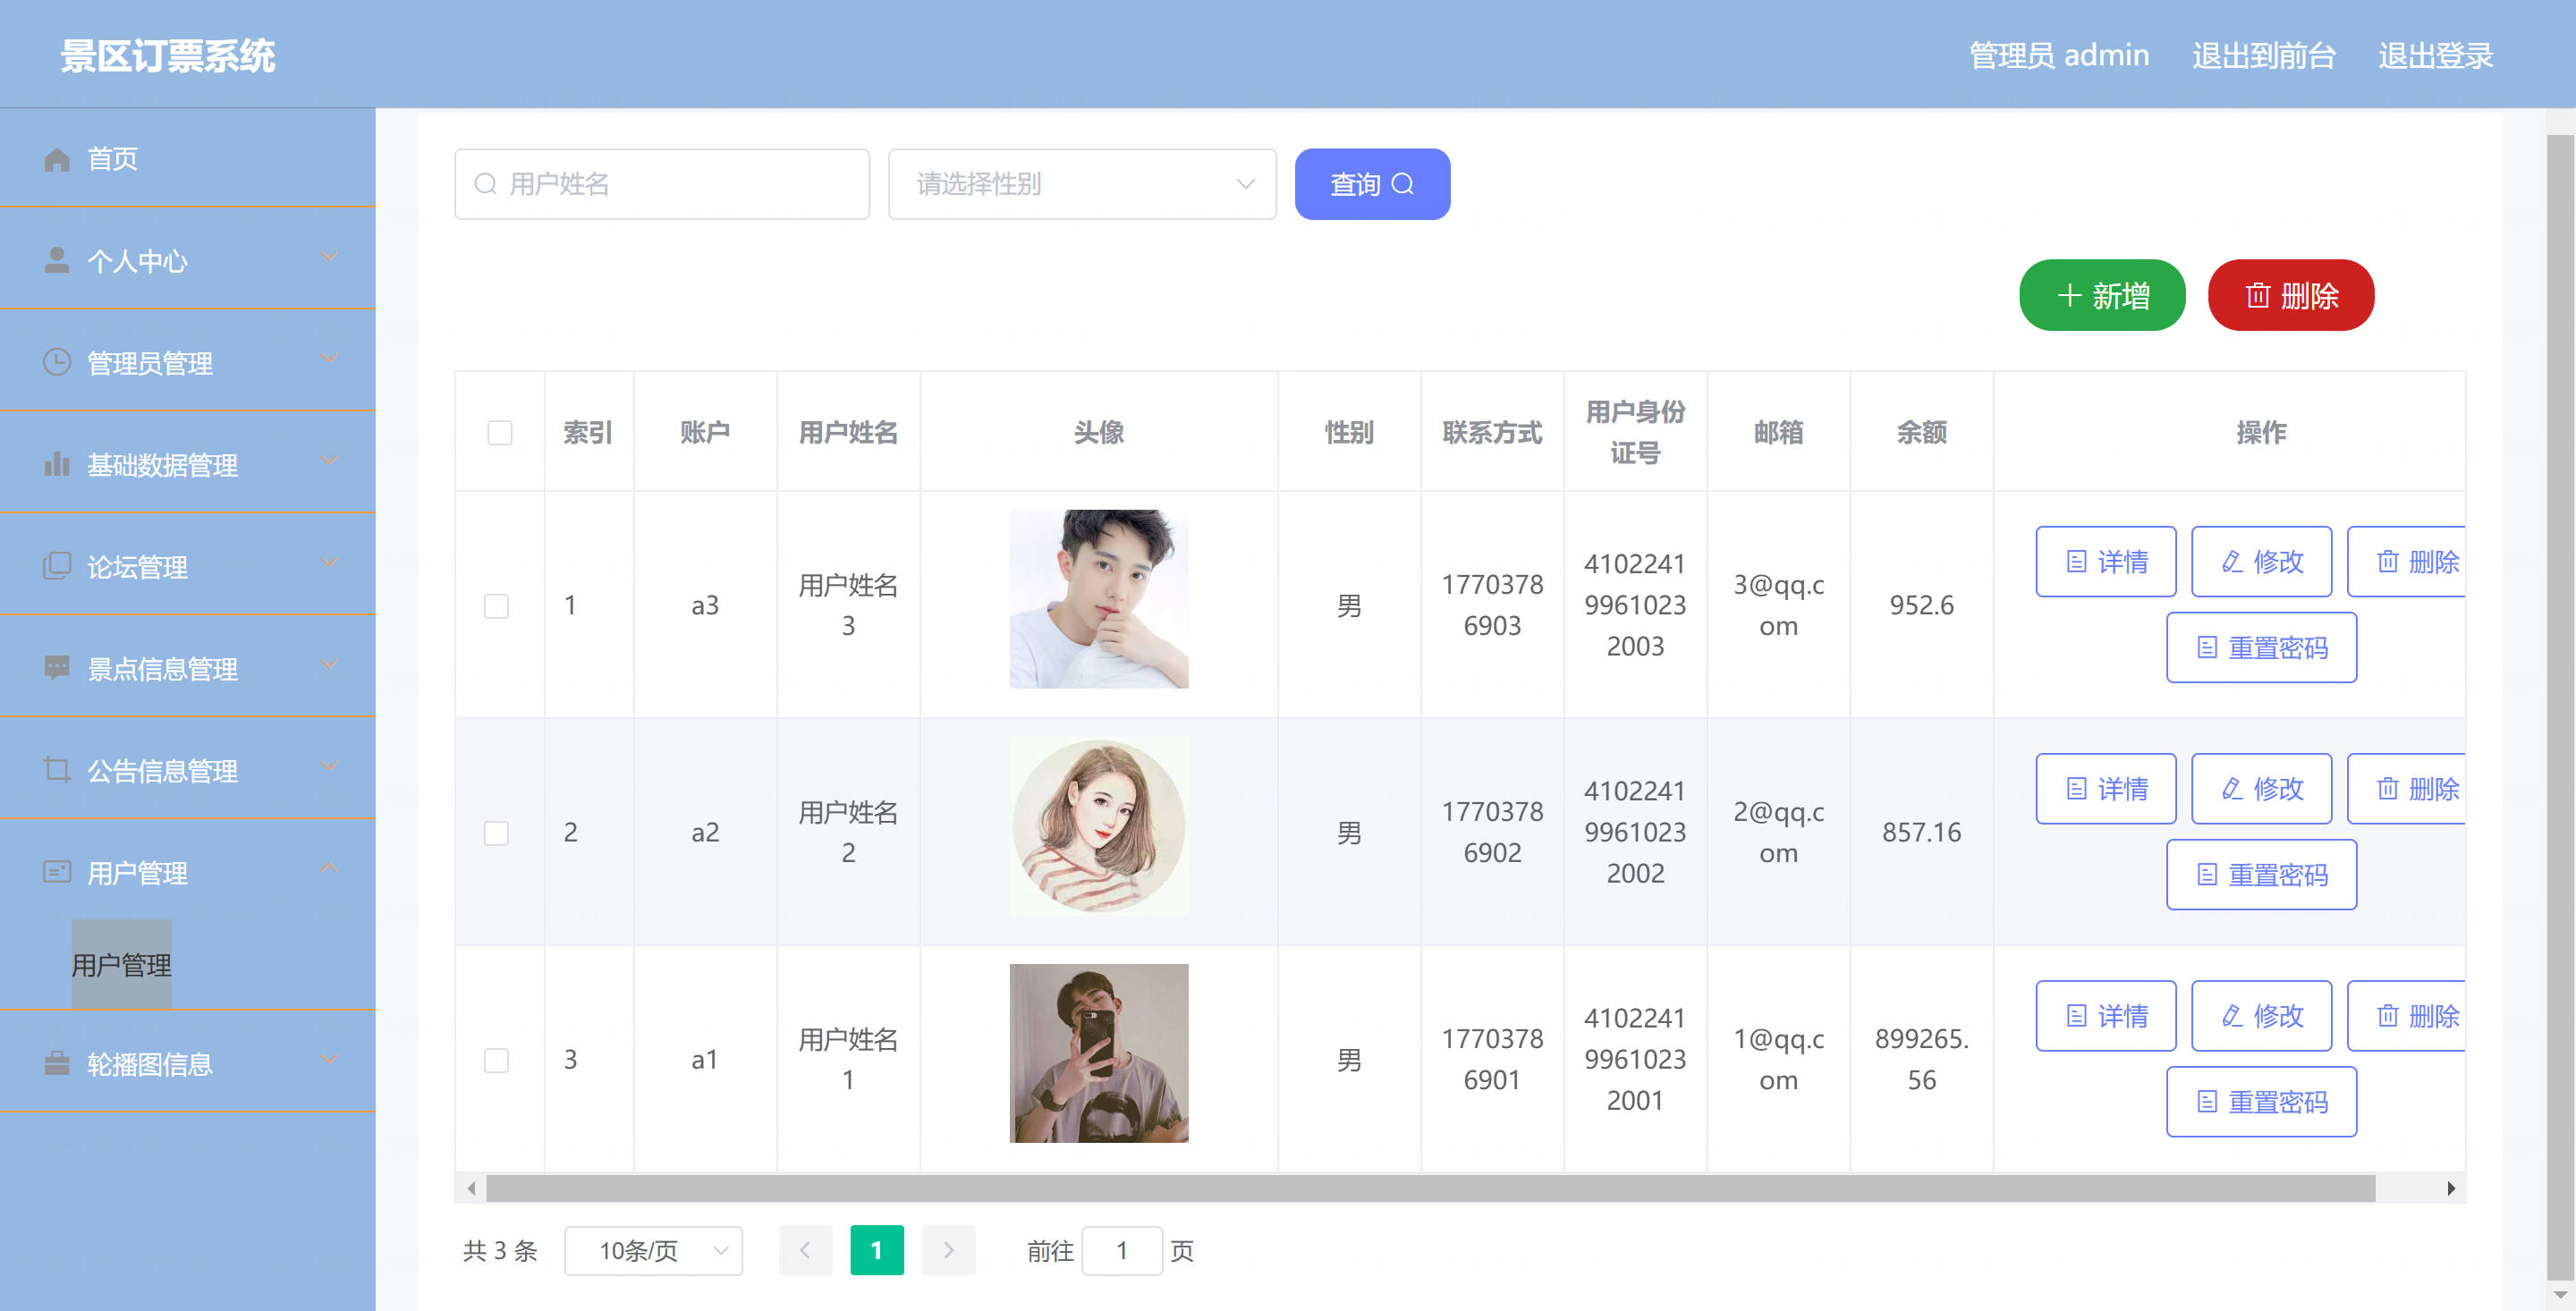 景区订票系统
管理员 admin 退出到前台 退出登录
首页
个人中心
管理员管理
基础数据管理
论坛管理
景点信息管理
公告信息管理
用户管理
用户管理
轮播图信息
用户姓名 请选择性别 查询
新增 删除
索引 账户 用户姓名 头像 性别 联系方式 用户身份证号 邮箱 余额 操作
1 a3 用户姓名3 男 17703786903 410224199610232003 3@qq.com 952.6 详情 修改 删除
重置密码
2 a2 用户姓名2 男 17703786902 410224199610232002 2@qq.com 857.16 详情 修改 删除
重置密码
3 a1 用户姓名1 男 17703786901 410224199610232001 1@qq.com 899265.56 详情 修改 删除
重置密码
共 3 条 10条/页 1 前往 1 页